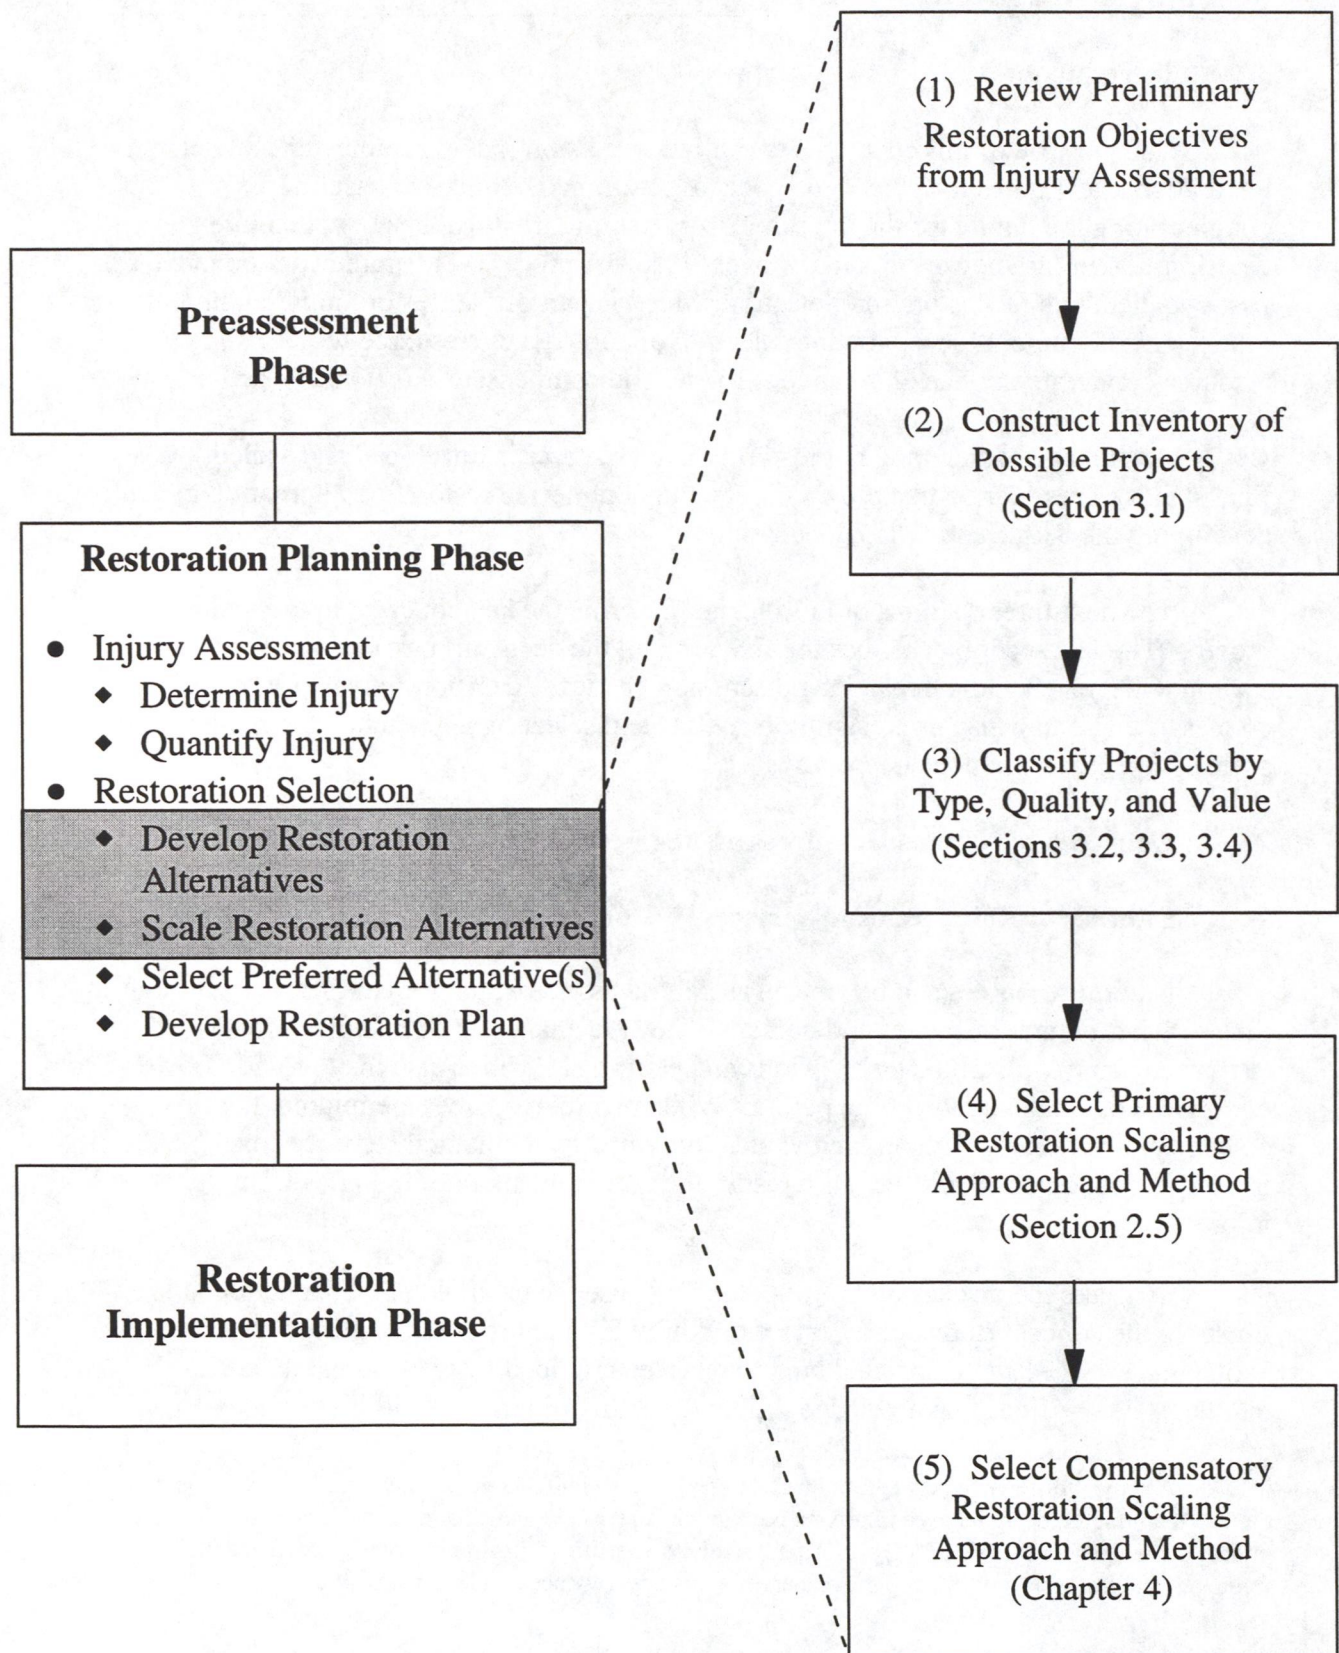 Preassessment
Phase
Restoration Planning Phase
● Injury Assessment
◆ Determine Injury
◆ Quantify Injury
● Restoration Selection
◆ Develop Restoration
Alternatives
◆ Scale Restoration Alternatives
◆ Select Preferred Alternative(s)
◆ Develop Restoration Plan
Restoration
Implementation Phase
(1) Review Preliminary
Restoration Objectives
from Injury Assessment
(2) Construct Inventory of
Possible Projects
(Section 3.1)
(3) Classify Projects by
Type, Quality, and Value
(Sections 3.2, 3.3, 3.4)
(4) Select Primary
Restoration Scaling
Approach and Method
(Section 2.5)
(5) Select Compensatory
Restoration Scaling
Approach and Method
(Chapter 4)